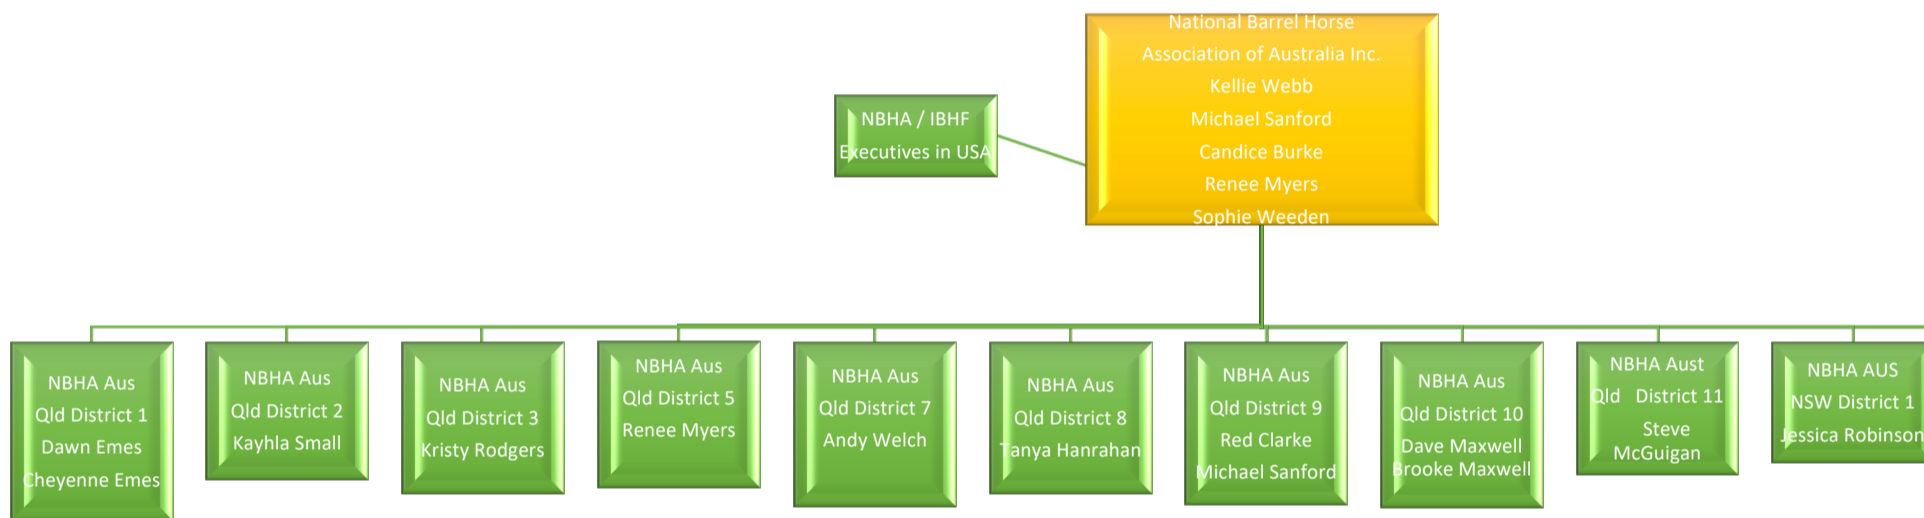 National Barrel Horse
Association of Australia Inc.
Kellie Webb
Michael Sanford
Candice Burke
Renee Myers
Sophie Weeden
NBHA / IBHF
Executives in USA
NBHA Aus
Qld District 1
Dawn Emes
Cheyenne Emes
NBHA Aus
Qld District 2
Kayhla Small
NBHA Aus
Qld District 3
Kristy Rodgers
NBHA Aus
Qld District 5
Renee Myers
NBHA Aus
Qld District 7
Andy Welch
NBHA Aus
Qld District 8
Tanya Hanrahan
NBHA Aus
Qld District 9
Red Clarke
Michael Sanford
NBHA Aus
Qld District 10
Dave Maxwell
Brooke Maxwell
NBHA Aust
Qld District 11
Steve
McGuigan
NBHA AUS
NSW District 1
Jessica Robinson